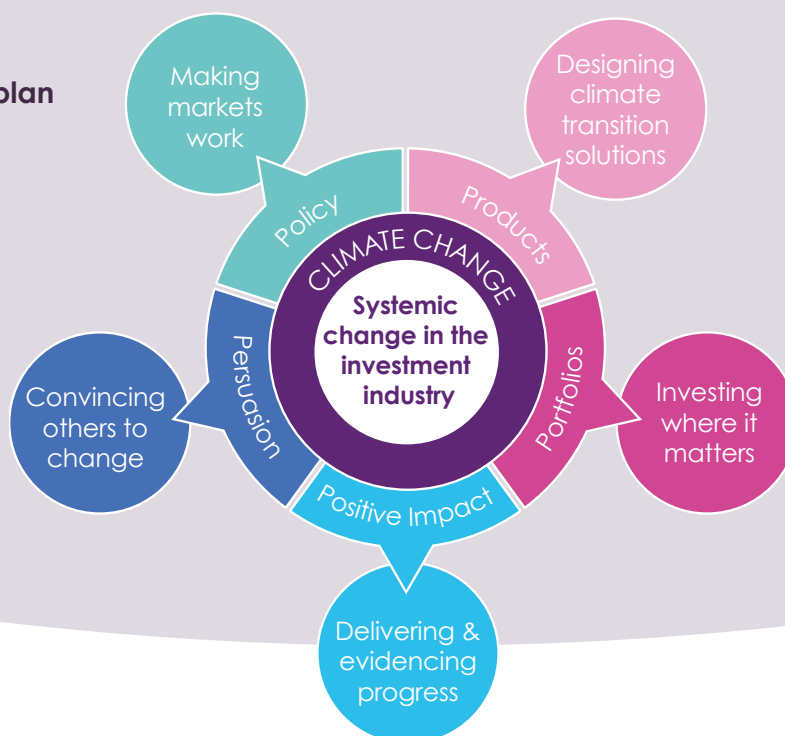 plan
Making
markets
work
Designing
climate
transition
solutions
Policy
Products
CLIMATE CHANGE
Systemic
change in the
investment
industry
Persuasion
Portfolios
Convincing
others to
change
Investing
where it
matters
Positive Impact
Delivering &
evidencing
progress